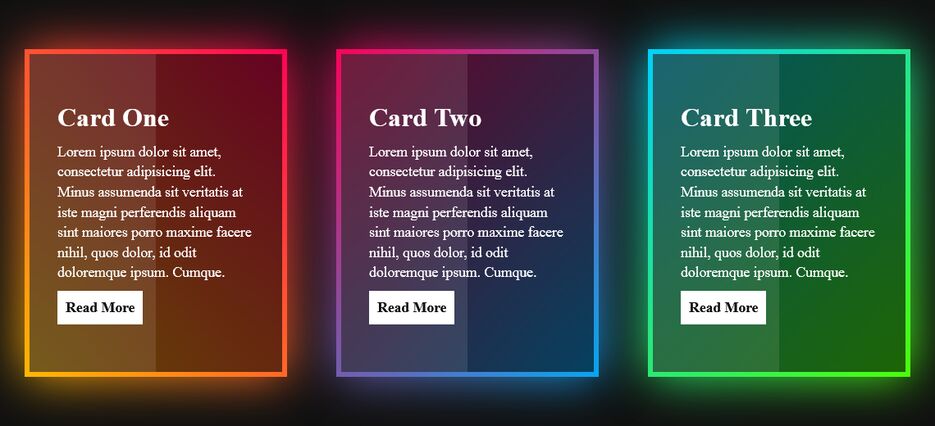 Card One
Lorem ipsum dolor sit amet,
consectetur adipisicing elit.
Minus assumenda sit veritatis at
iste magni perferendis aliquam
sint maiores porro maxime facere
nihil, quos dolor, id odit
doloremque ipsum. Cumque.
Read More
Card Two
Lorem ipsum dolor sit amet,
consectetur adipisicing elit.
Minus assumenda sit veritatis at
iste magni perferendis aliquam
sint maiores porro maxime facere
nihil, quos dolor, id odit
doloremque ipsum. Cumque.
Read More
Card Three
Lorem ipsum dolor sit amet,
consectetur adipisicing elit.
Minus assumenda sit veritatis at
iste magni perferendis aliquam
sint maiores porro maxime facere
nihil, quos dolor, id odit
doloremque ipsum. Cumque.
Read More